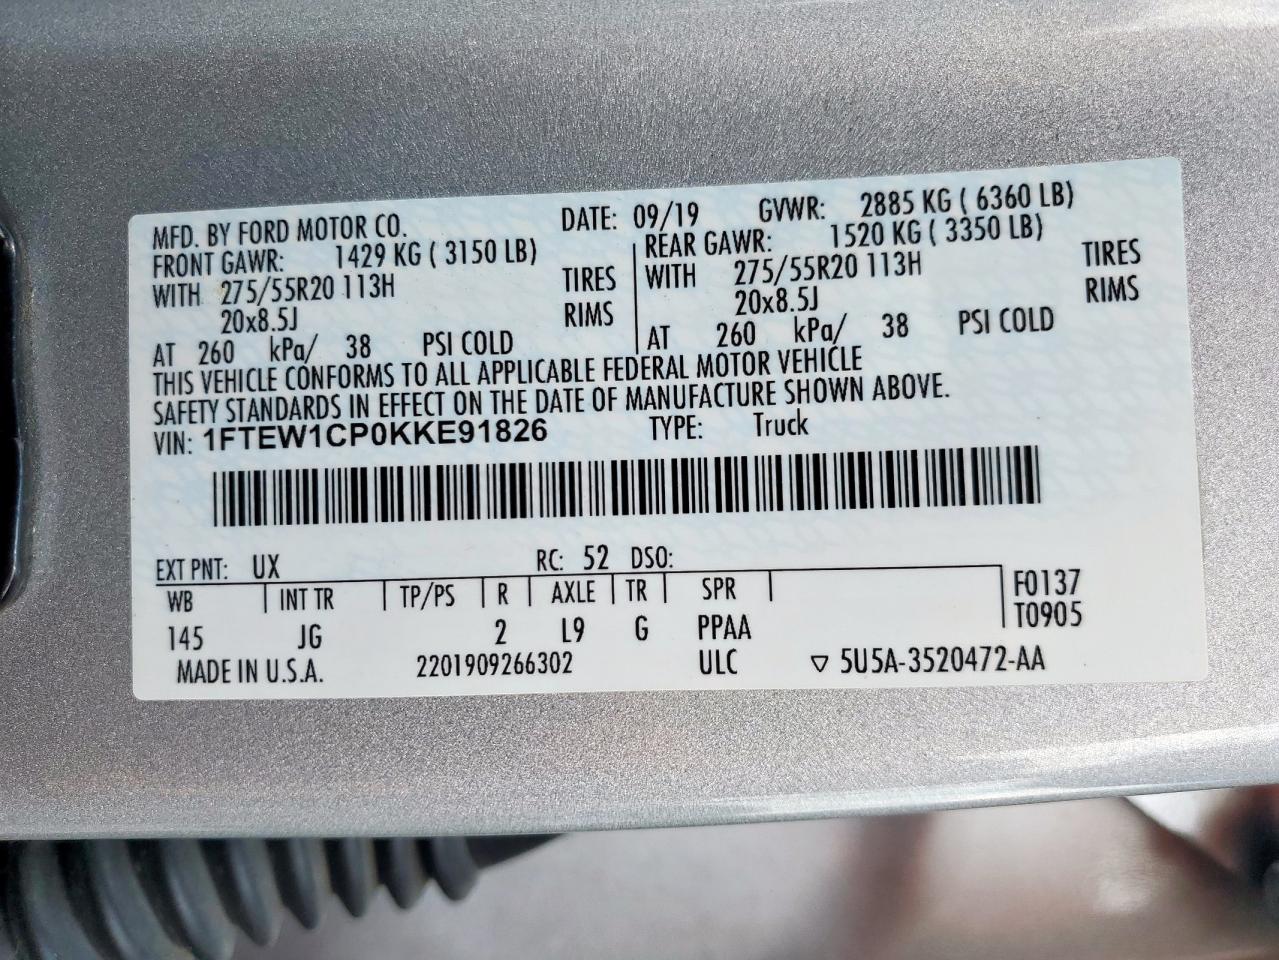 MFD. BY FORD MOTOR CO. DATE: 09/19 GVWR: 2885 KG ( 6360 LB)
FRONT GAWR: 1429 KG ( 3150 LB) REAR GAWR: 1520 KG ( 3350 LB)
WITH 275/55R20 113H TIRES WITH 275/55R20 113H TIRES
20x8.5J RIMS 20x8.5J RIMS
AT 260 kPa/ 38 PSI COLD AT 260 kPa/ 38 PSI COLD
THIS VEHICLE CONFORMS TO ALL APPLICABLE FEDERAL MOTOR VEHICLE
SAFETY STANDARDS IN EFFECT ON THE DATE OF MANUFACTURE SHOWN ABOVE.
VIN: 1FTEW1CP0KKE91826 TYPE: Truck
EXT PNT: UX RC: 52 DSO:
WB INT TR TP/PS R AXLE TR SPR F0137
T0905
145 JG 2 L9 G PPAA
MADE IN U.S.A. 2201909266302 ULC ▽ 5U5A-3520472-AA